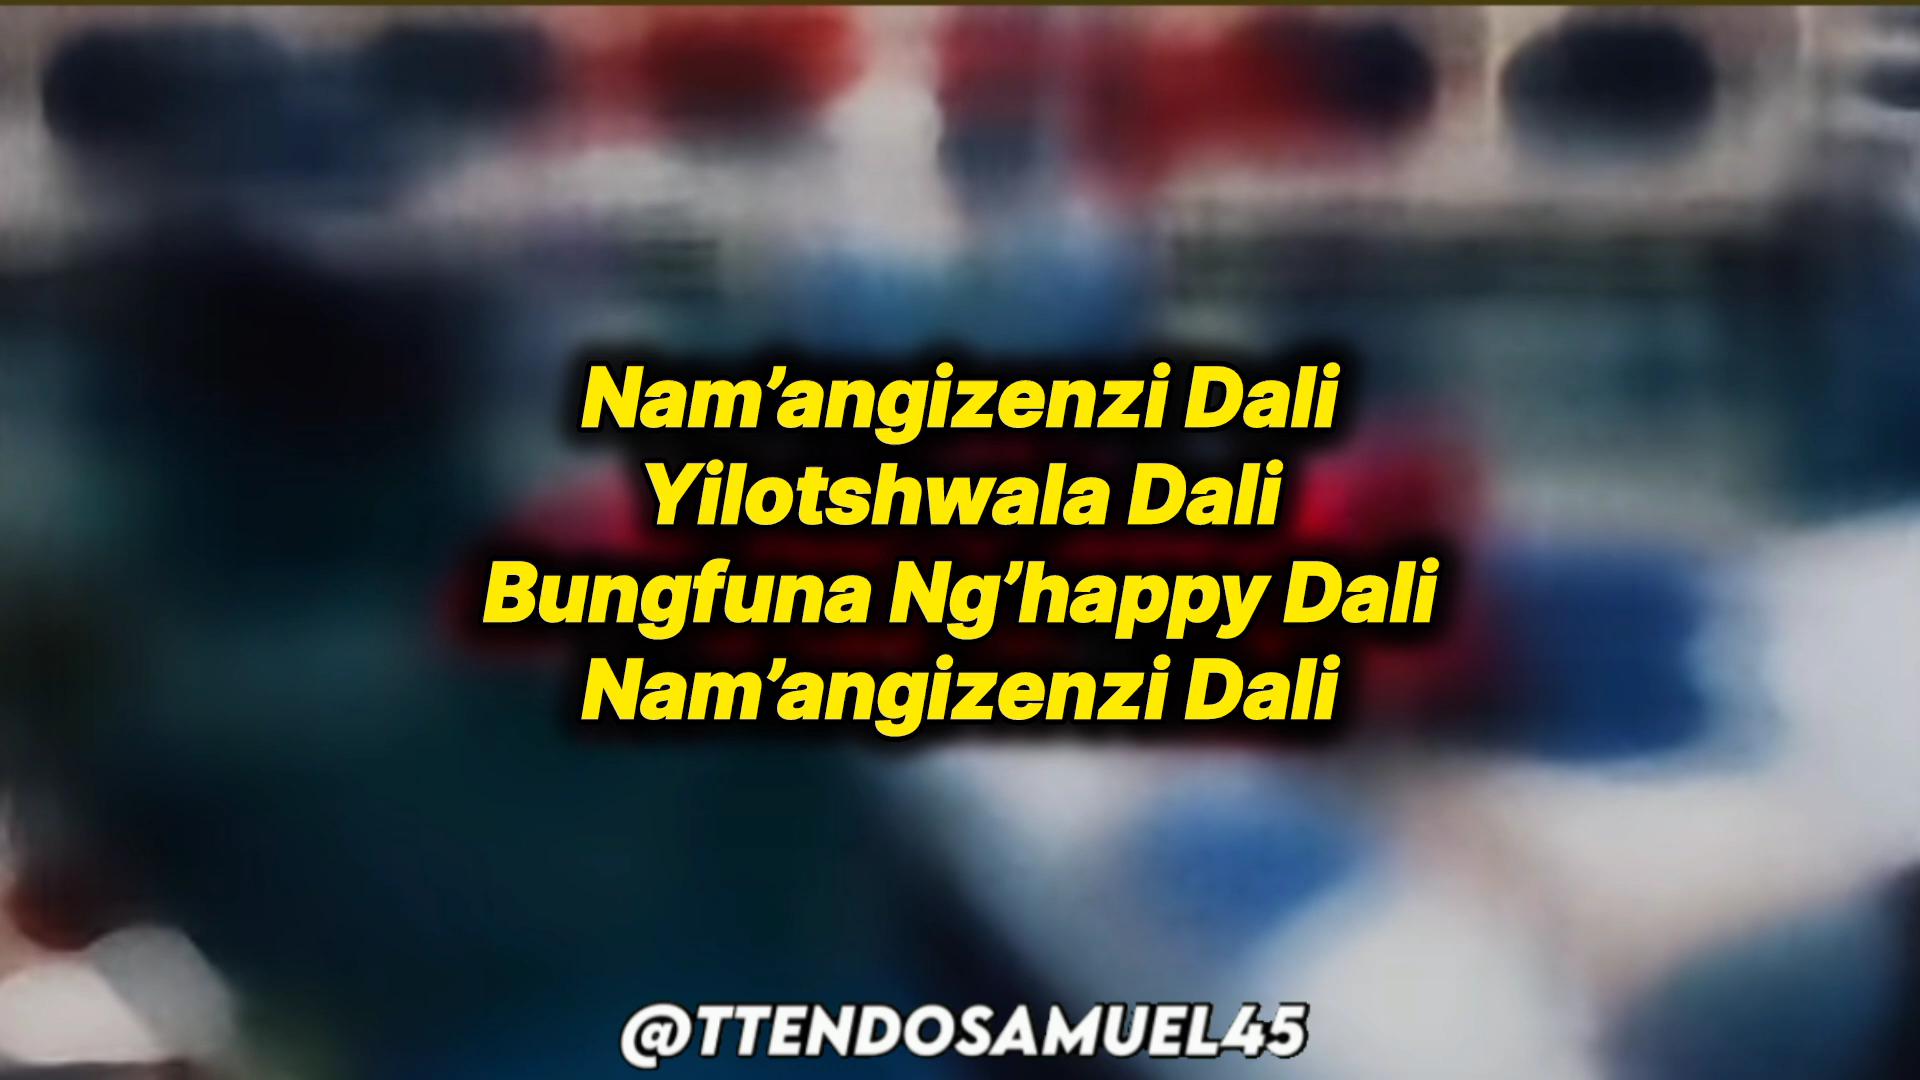 Nam’angizenzi Dali
Yilotshwala Dali
Bungfuna Ng’happy Dali
Nam’angizenzi Dali
@TTENDOSAMUEL45